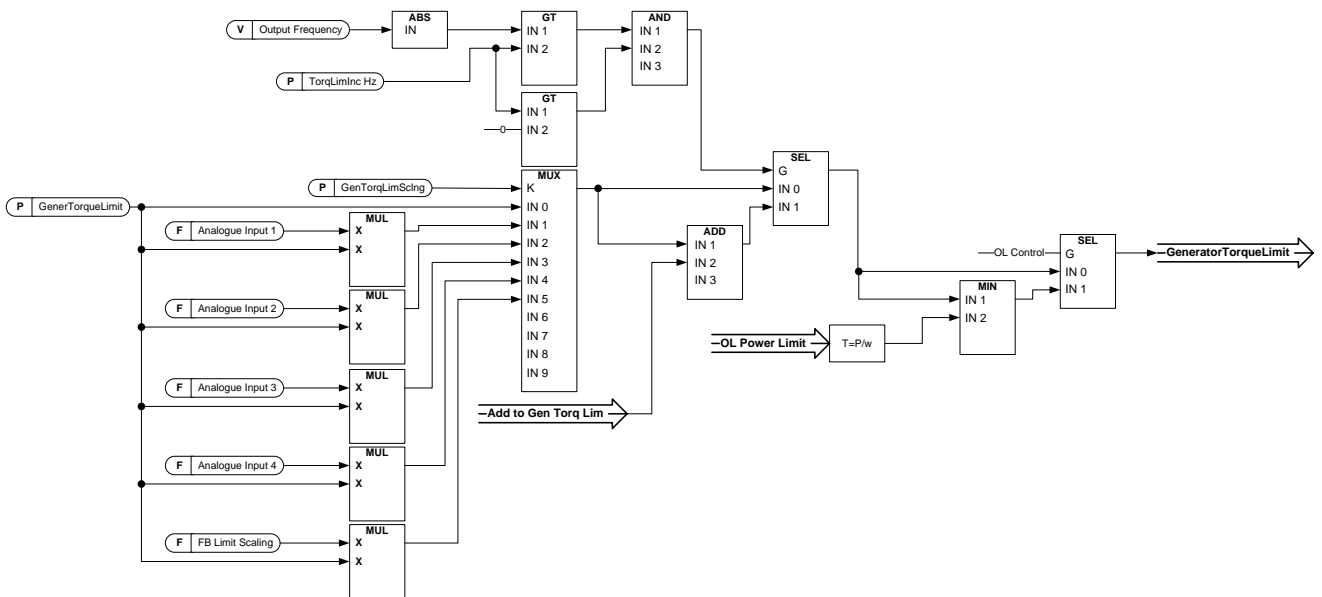 ABS
GT
AND
V Output Frequency
IN
IN 1
IN 1
IN 2
IN 2
IN 3
P TorqLimInc Hz
GT
IN 1
0
IN 2
SEL
G
IN 0
IN 1
MUX
P GenTorqLimSclng
K
P GenerTorqueLimit
IN 0
MUL
F Analogue Input 1
X
X
IN 1
IN 2
IN 3
IN 4
IN 5
IN 6
IN 7
IN 8
IN 9
ADD
IN 1
IN 2
IN 3
SEL
OL Control
G
IN 0
IN 1
GeneratorTorqueLimit
MUL
F Analogue Input 2
X
X
MIN
IN 1
IN 2
OL Power Limit
T=P/w
MUL
F Analogue Input 3
X
X
Add to Gen Torq Lim
MUL
F Analogue Input 4
X
X
MUL
F FB Limit Scaling
X
X